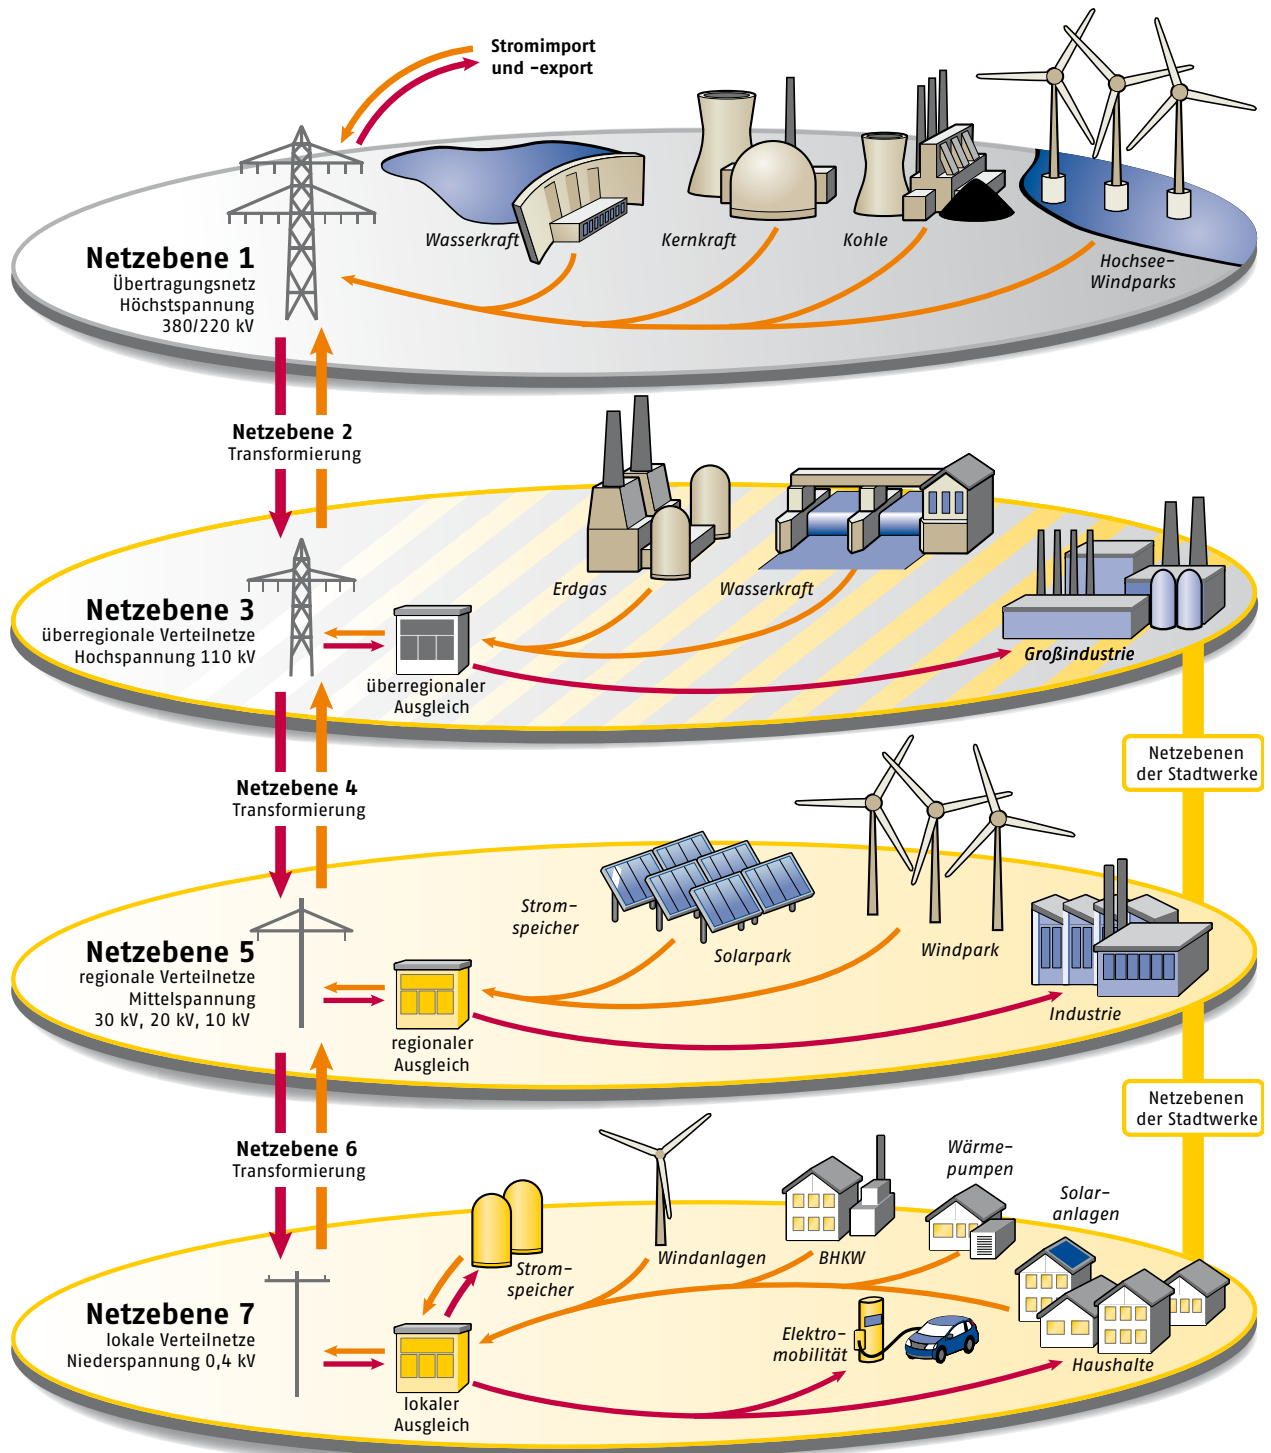 Stromimport
und -export
Wasserkraft
Kernkraft
Kohle
Hochsee-
Windparks
Netzebene 1
Übertragungsnetz
Höchstspannung
380/220 kV
Netzebene 2
Transformierung
Erdgas
Wasserkraft
Großindustrie
Netzebene 3
überregionale Verteilnetze
Hochspannung 110 kV
überregionaler
Ausgleich
Netzebenen
der Stadtwerke
Netzebene 4
Transformierung
Strom-
speicher
Solarpark
Windpark
Industrie
Netzebene 5
regionale Verteilnetze
Mittelspannung
30 kV, 20 kV, 10 kV
regionaler
Ausgleich
Netzebenen
der Stadtwerke
Netzebene 6
Transformierung
Strom-
speicher
Windanlagen
BHKW
Wärme-
pumpen
Solar-
anlagen
Netzebene 7
lokale Verteilnetze
Niederspannung 0,4 kV
lokaler
Ausgleich
Elektro-
mobilität
Haushalte